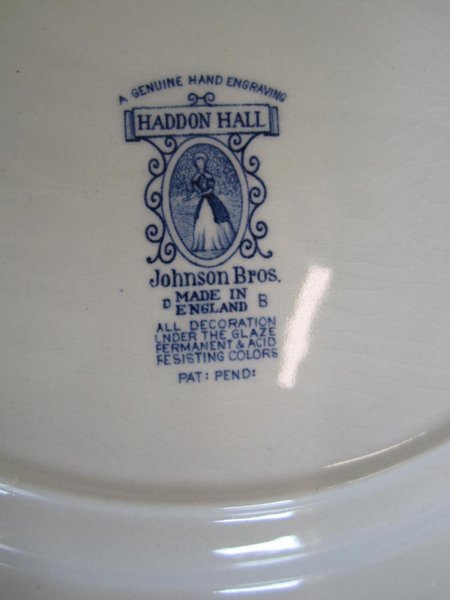 A GENUINE HAND ENGRAVING
HADDON HALL
Johnson Bros.
D MADE IN B
ENGLAND
ALL DECORATION
UNDER THE GLAZE
PERMANENT & ACID
RESISTING COLORS
PAT: PEND: